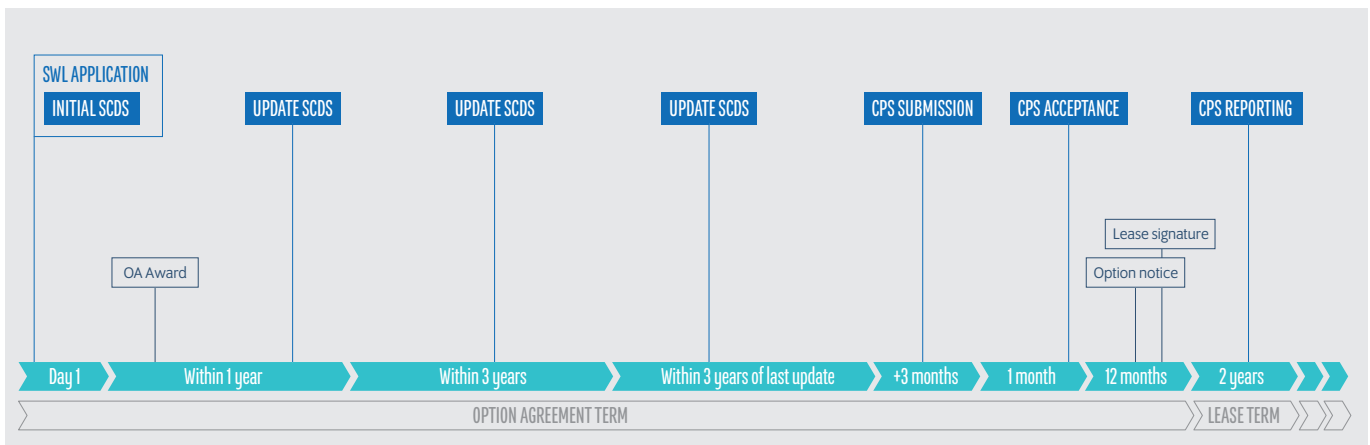 SWL APPLICATION
INITIAL SCDS
UPDATE SCDS
UPDATE SCDS
UPDATE SCDS
CPS SUBMISSION
CPS ACCEPTANCE
CPS REPORTING
Lease signature
OA Award
Option notice
Day 1
Within 1 year
Within 3 years
Within 3 years of last update
+3 months
1 month
12 months
2 years
OPTION AGREEMENT TERM
LEASE TERM